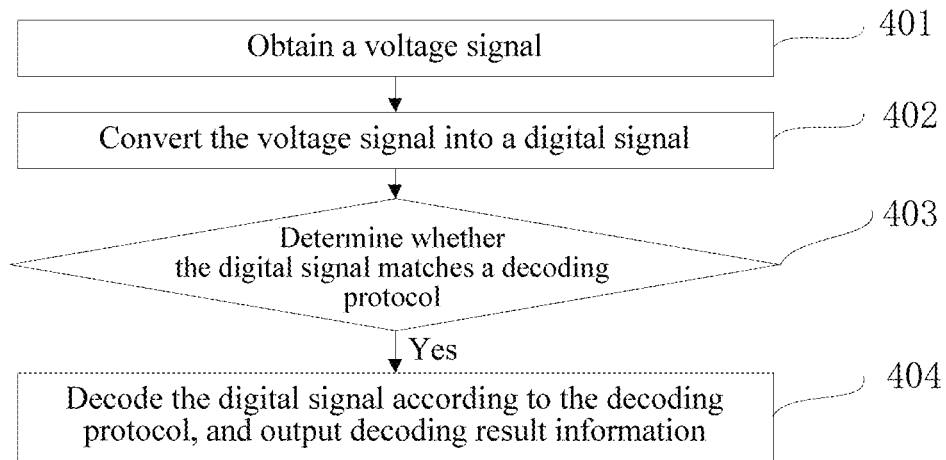 401
Obtain a voltage signal
402
Convert the voltage signal into a digital signal
403
Determine whether
the digital signal matches a decoding
protocol
Yes
404
Decode the digital signal according to the decoding
protocol, and output decoding result information